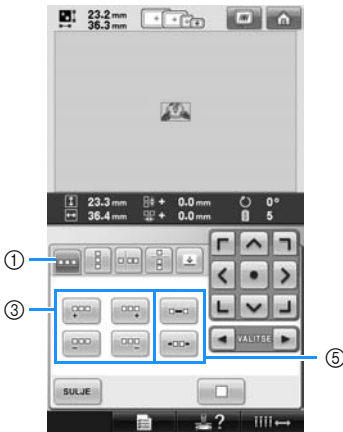 23.2 mm
36.3 mm
23.3 mm + 0.0 mm 0°
36.4 mm + 0.0 mm 5
①
③
VALITSE
⑤
SULJE
?